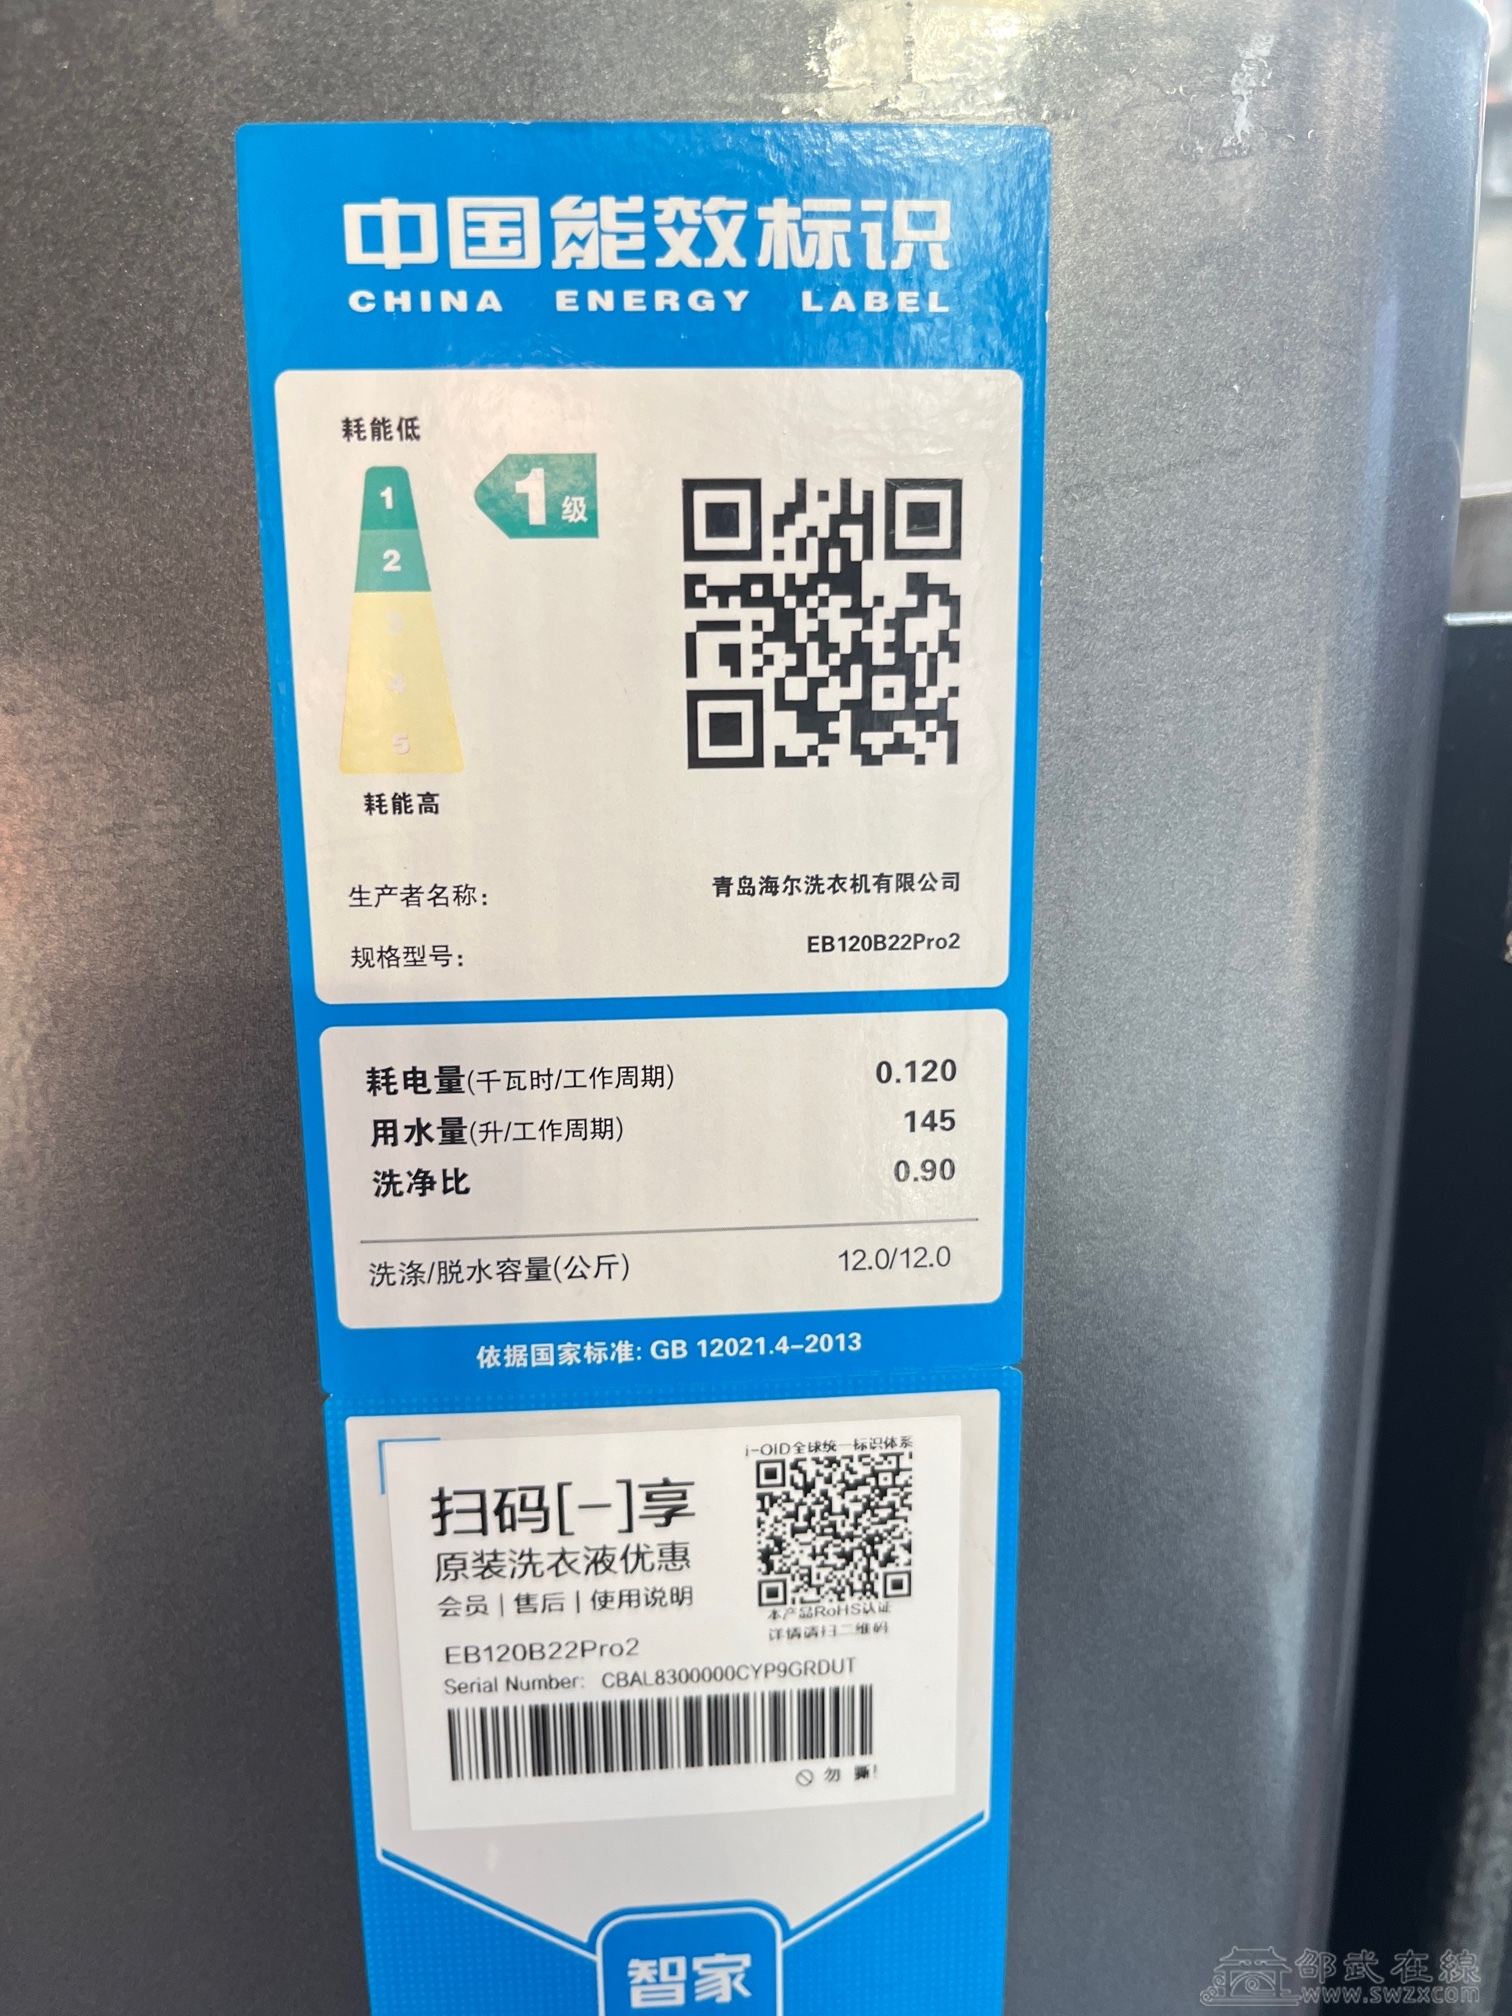 中国能效标识
CHINA ENERGY LABEL
耗能低
1
1级
2
3
4
5
耗能高
生产者名称: 青岛海尔洗衣机有限公司
规格型号: EB120B22Pro2
耗电量(千瓦时/工作周期) 0.120
用水量(升/工作周期) 145
洗净比 0.90
洗涤/脱水容量(公斤) 12.0/12.0
依据国家标准: GB 12021.4-2013
i-OID全球统一标识体系
扫码[一]享
原装洗衣液优惠
会员|售后|使用说明
本产品RoHS认证
详情请扫二维码
EB120B22Pro2
Serial Number: CBAL8300000CYP9GRDUT
勿 撕!
智家
邵武在線
www.swzx.com